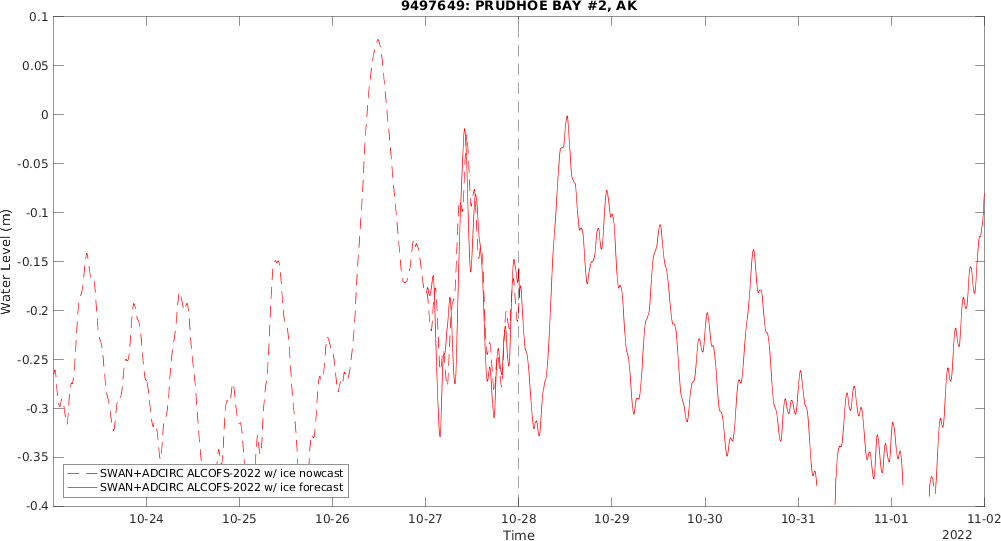 9497649: PRUDHOE BAY #2, AK
Water Level (m)
0.1
0.05
0
-0.05
-0.1
-0.15
-0.2
-0.25
-0.3
-0.35
-0.4
SWAN+ADCIRC ALCOFS-2022 w/ ice nowcast
SWAN+ADCIRC ALCOFS-2022 w/ ice forecast
10-24 10-25 10-26 10-27 10-28 10-29 10-30 10-31 11-01 11-02
Time
2022